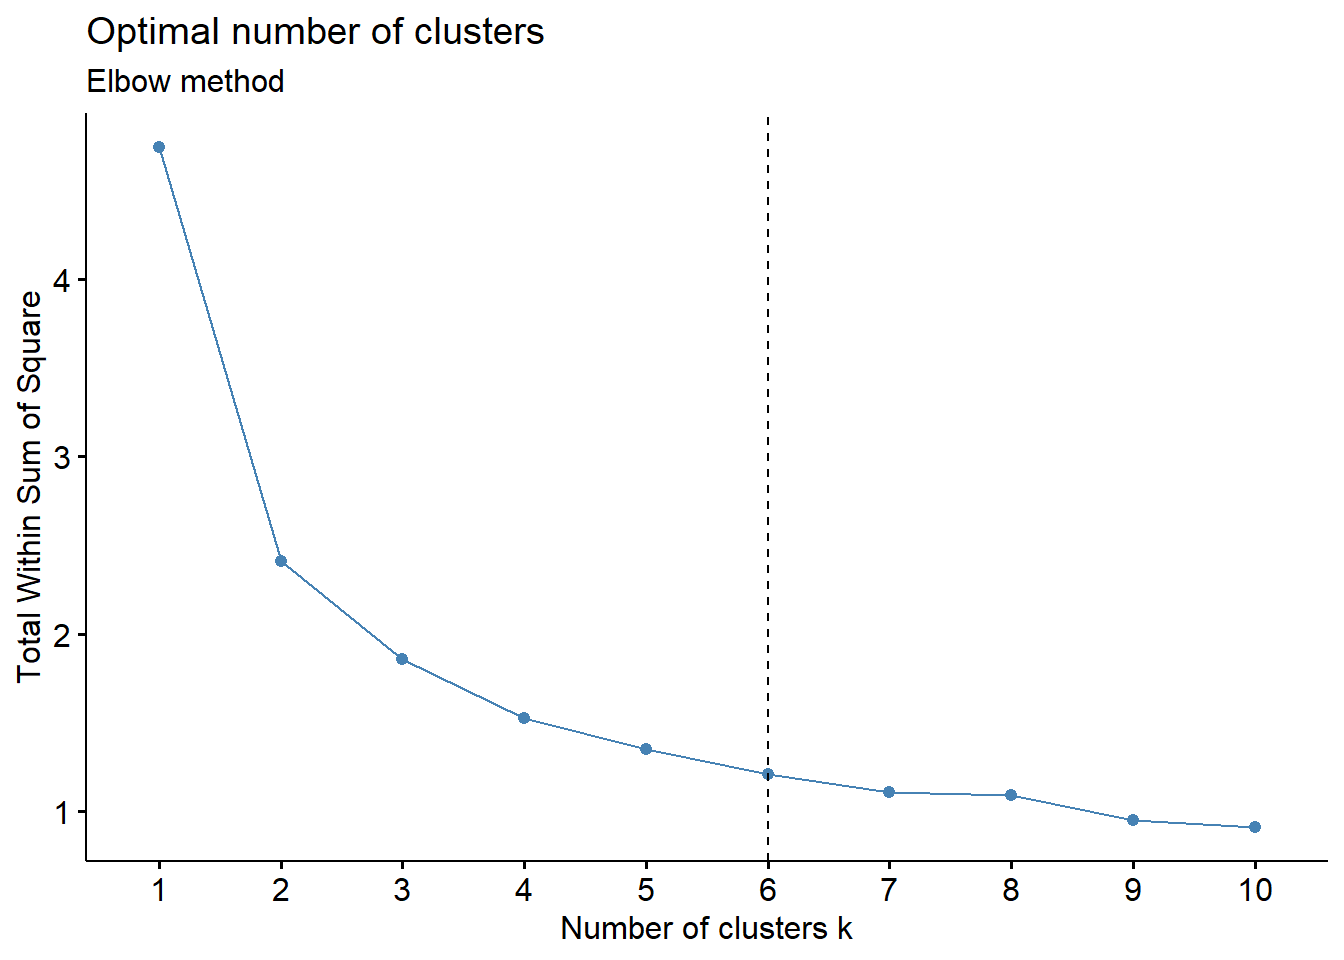 Optimal number of clusters
Elbow method
Total Within Sum of Square
4
3
2
1
1 2 3 4 5 6 7 8 9 10
Number of clusters k